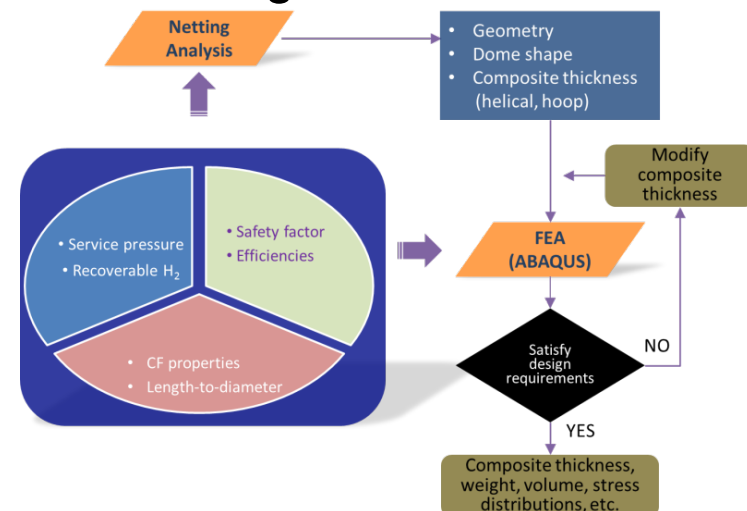 Netting
Analysis
• Geometry
• Dome shape
• Composite thickness
(helical, hoop)
Modify
composite
thickness
• Service pressure
• Recoverable H₂
• Safety factor
• Efficiencies
• CF properties
• Length-to-diameter
FEA
(ABAQUS)
Satisfy
design
requirements
NO
YES
Composite thickness,
weight, volume, stress
distributions, etc.